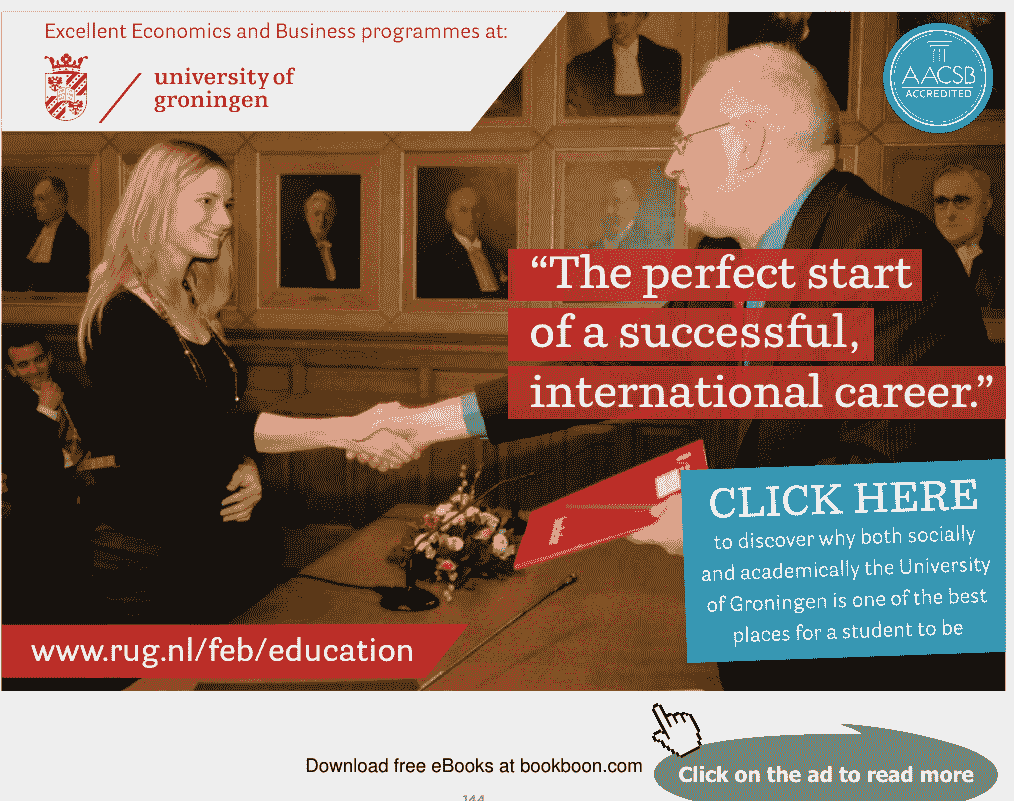 Excellent Economics and Business programmes at:
university of
groningen
AACSB
ACCREDITED
“The perfect start
of a successful,
international career.”
CLICK HERE
to discover why both socially
and academically the University
of Groningen is one of the best
places for a student to be
www.rug.nl/feb/education
Download free eBooks at bookboon.com
Click on the ad to read more
144